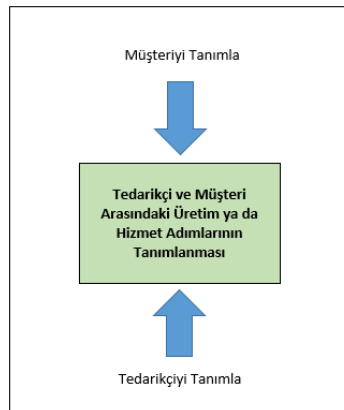 Müşteriyi Tanımla
Tedarikçi ve Müşteri
Arasındaki Üretim ya da
Hizmet Adımlarının
Tanımlanması
Tedarikçiyi Tanımla